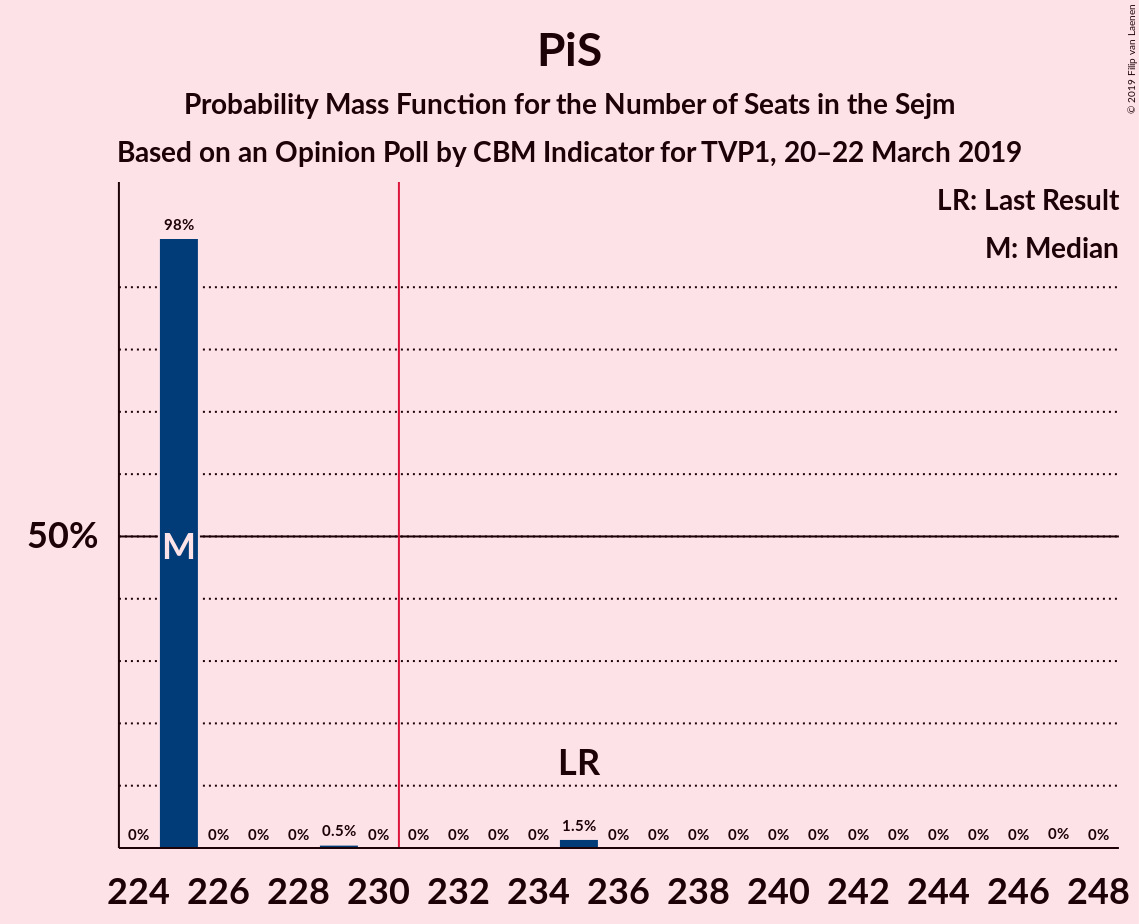 PiS
Probability Mass Function for the Number of Seats in the Sejm
Based on an Opinion Poll by CBM Indicator for TVP1, 20–22 March 2019
© 2019 Filip van Laenen
LR: Last Result
M: Median
98%
50%
M
LR
0% 0% 0% 0% 0.5% 0% 0% 0% 0% 0% 1.5% 0% 0% 0% 0% 0% 0% 0% 0% 0% 0% 0% 0% 0%
224 226 228 230 232 234 236 238 240 242 244 246 248